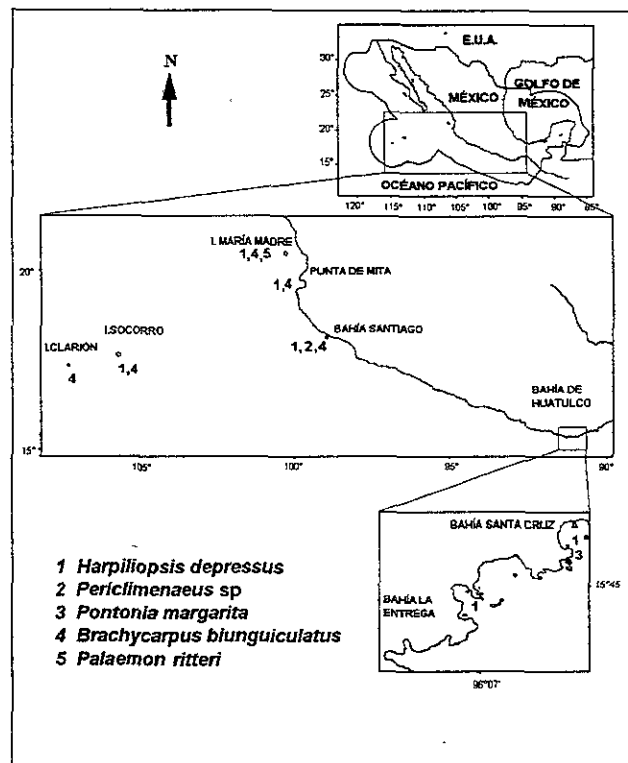 N
E.U.A.
GOLFO DE
MÉXICO
MÉXICO
30°
25°
20°
15°
OCÉANO PACÍFICO
120° 115° 110° 105° 100° 95° 90° 85°
I. MARÍA MADRE
1,4,5
20°
PUNTA DE MITA
1,4
BAHÍA SANTIAGO
1,2,4
I.SOCORRO
1,4
I.CLARIÓN
4
BAHÍA DE
HUATULCO
15°
105° 100° 95° 90°
BAHÍA SANTA CRUZ
1
3
15°45
BAHÍA LA
ENTREGA
1
96°07'
1 Harpiliopsis depressus
2 Periclimenaeus sp
3 Pontonia margarita
4 Brachycarpus biunguiculatus
5 Palaemon ritteri